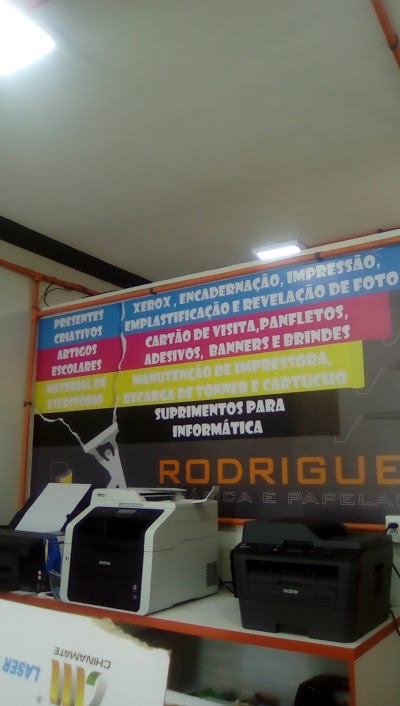 PRESENTES
CRIATIVOS
ARTIGOS
ESCOLARES
MATERIAL DE
ESCRITÓRIO
XEROX, ENCADERNAÇÃO, IMPRESSÃO,
EMPLASTIFICAÇÃO E REVELAÇÃO DE FOTO
CARTÃO DE VISITA,PANFLETOS,
ADESIVOS, BANNERS E BRINDES
MANUTENÇÃO DE IMPRESSORA,
RECARGA DE TONNER E CARTUCHO
SUPRIMENTOS PARA
INFORMÁTICA
RODRIGUE
ICA E PAPELA
brother
brother
CHINAMATE
LASER